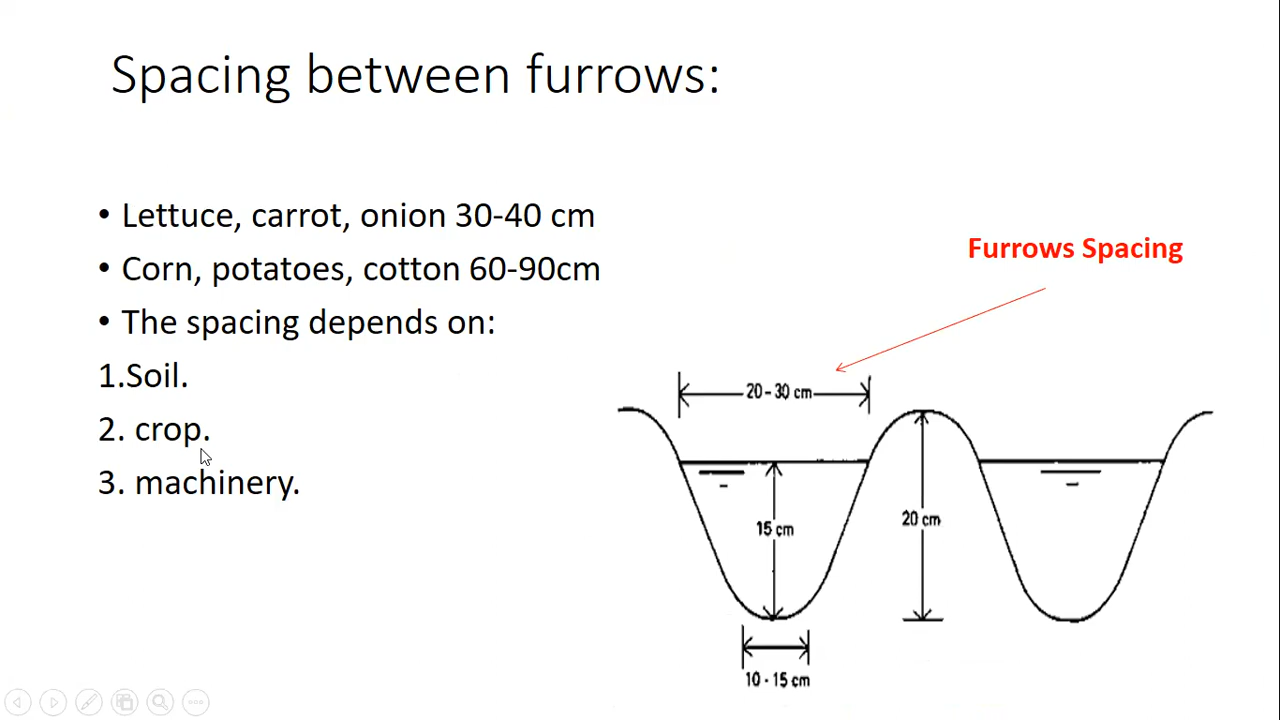 Spacing between furrows:
• Lettuce, carrot, onion 30-40 cm
• Corn, potatoes, cotton 60-90cm
• The spacing depends on:
1.Soil.
2. crop.
3. machinery.
Furrows Spacing
20-30 cm
15 cm
20 cm
10-15 cm